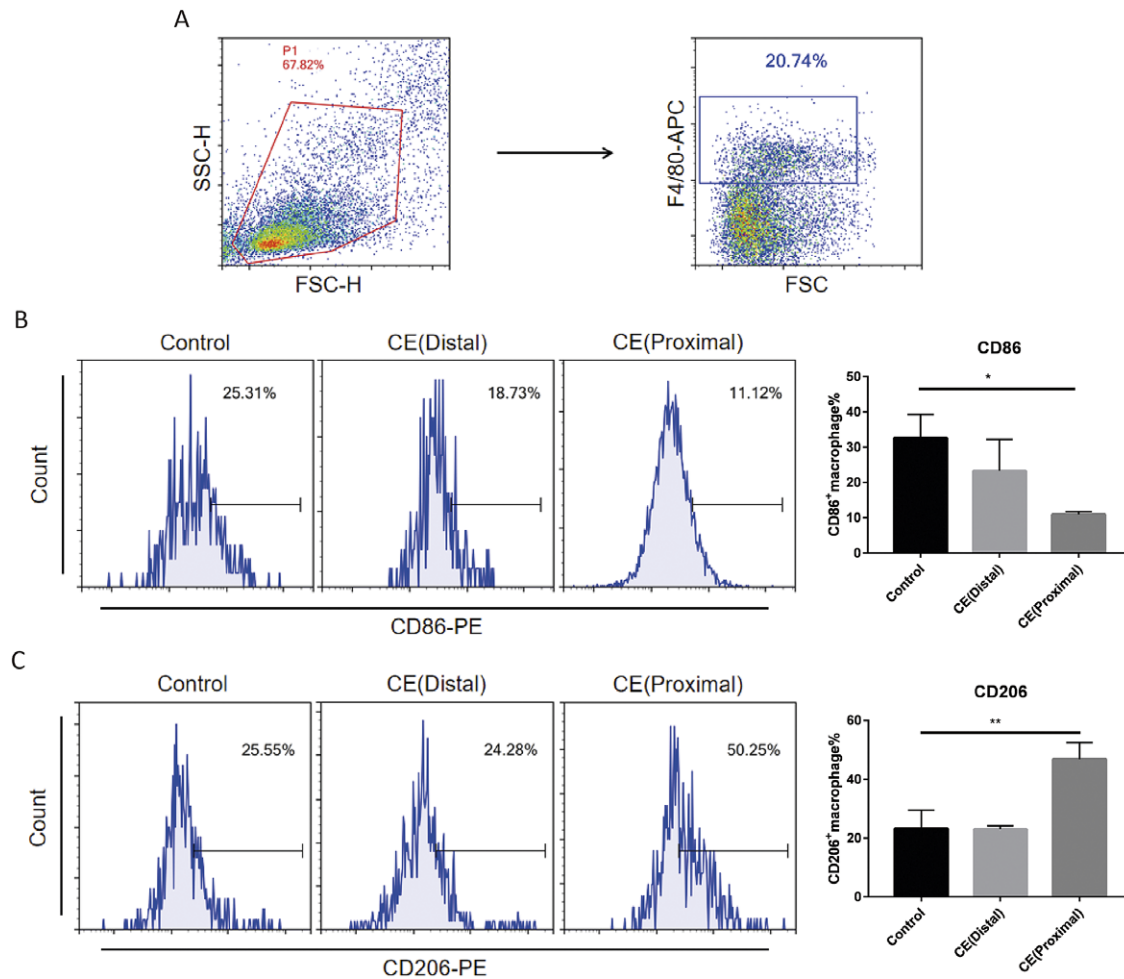 A
P1
67.82%
SSC-H
FSC-H
20.74%
F4/80-APC
FSC
B
Control
CE(Distal)
CE(Proximal)
25.31%
18.73%
11.12%
Count
CD86-PE
CD86
*
50
40
30
20
10
0
CD86+macrophage%
Control
CE(Distal)
CE(Proximal)
C
Control
CE(Distal)
CE(Proximal)
25.55%
24.28%
50.25%
Count
CD206-PE
CD206
**
60
40
20
0
CD206+macrophage%
Control
CE(Distal)
CE(Proximal)